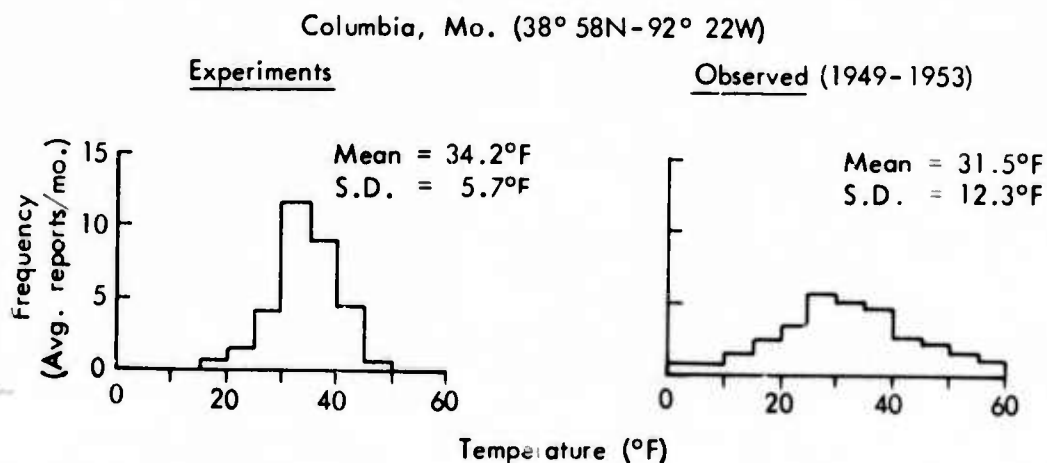 Columbia, Mo. (38° 58N-92° 22W)
Experiments
Observed (1949-1953)
Mean = 34.2°F
S.D. = 5.7°F
Mean = 31.5°F
S.D. = 12.3°F
Frequency
(Avg. reports/mo.)
15
10
5
0
0 20 40 60
0 20 40 60
Temperature (°F)